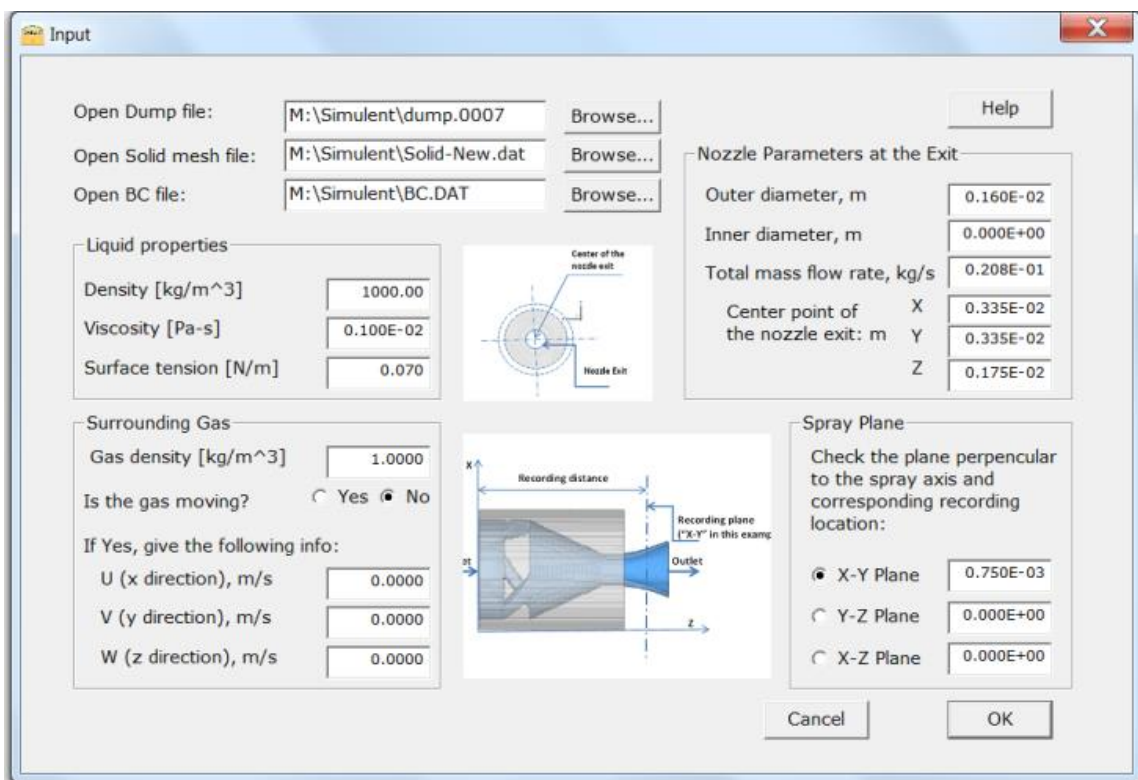 Input
Open Dump file: M:\Simulent\dump.0007 Browse...
Help
Open Solid mesh file: M:\Simulent\Solid-New.dat Browse...
Open BC file: M:\Simulent\BC.DAT Browse...
Nozzle Parameters at the Exit
Outer diameter, m 0.160E-02
Inner diameter, m 0.000E+00
Total mass flow rate, kg/s 0.208E-01
Center point of
the nozzle exit: m
X 0.335E-02
Y 0.335E-02
Z 0.175E-02
Liquid properties
Density [kg/m^3] 1000.00
Viscosity [Pa-s] 0.100E-02
Surface tension [N/m] 0.070
Center of the
nozzle exit
Nozzle Exit
Surrounding Gas
Gas density [kg/m^3] 1.0000
Is the gas moving? Yes No
If Yes, give the following info:
U (x direction), m/s 0.0000
V (y direction), m/s 0.0000
W (z direction), m/s 0.0000
X
Recording distance
Recording plane
("X-Y" in this examp
et
Outlet
Z
Spray Plane
Check the plane perpencular
to the spray axis and
corresponding recording
location:
X-Y Plane 0.750E-03
Y-Z Plane 0.000E+00
X-Z Plane 0.000E+00
Cancel
OK